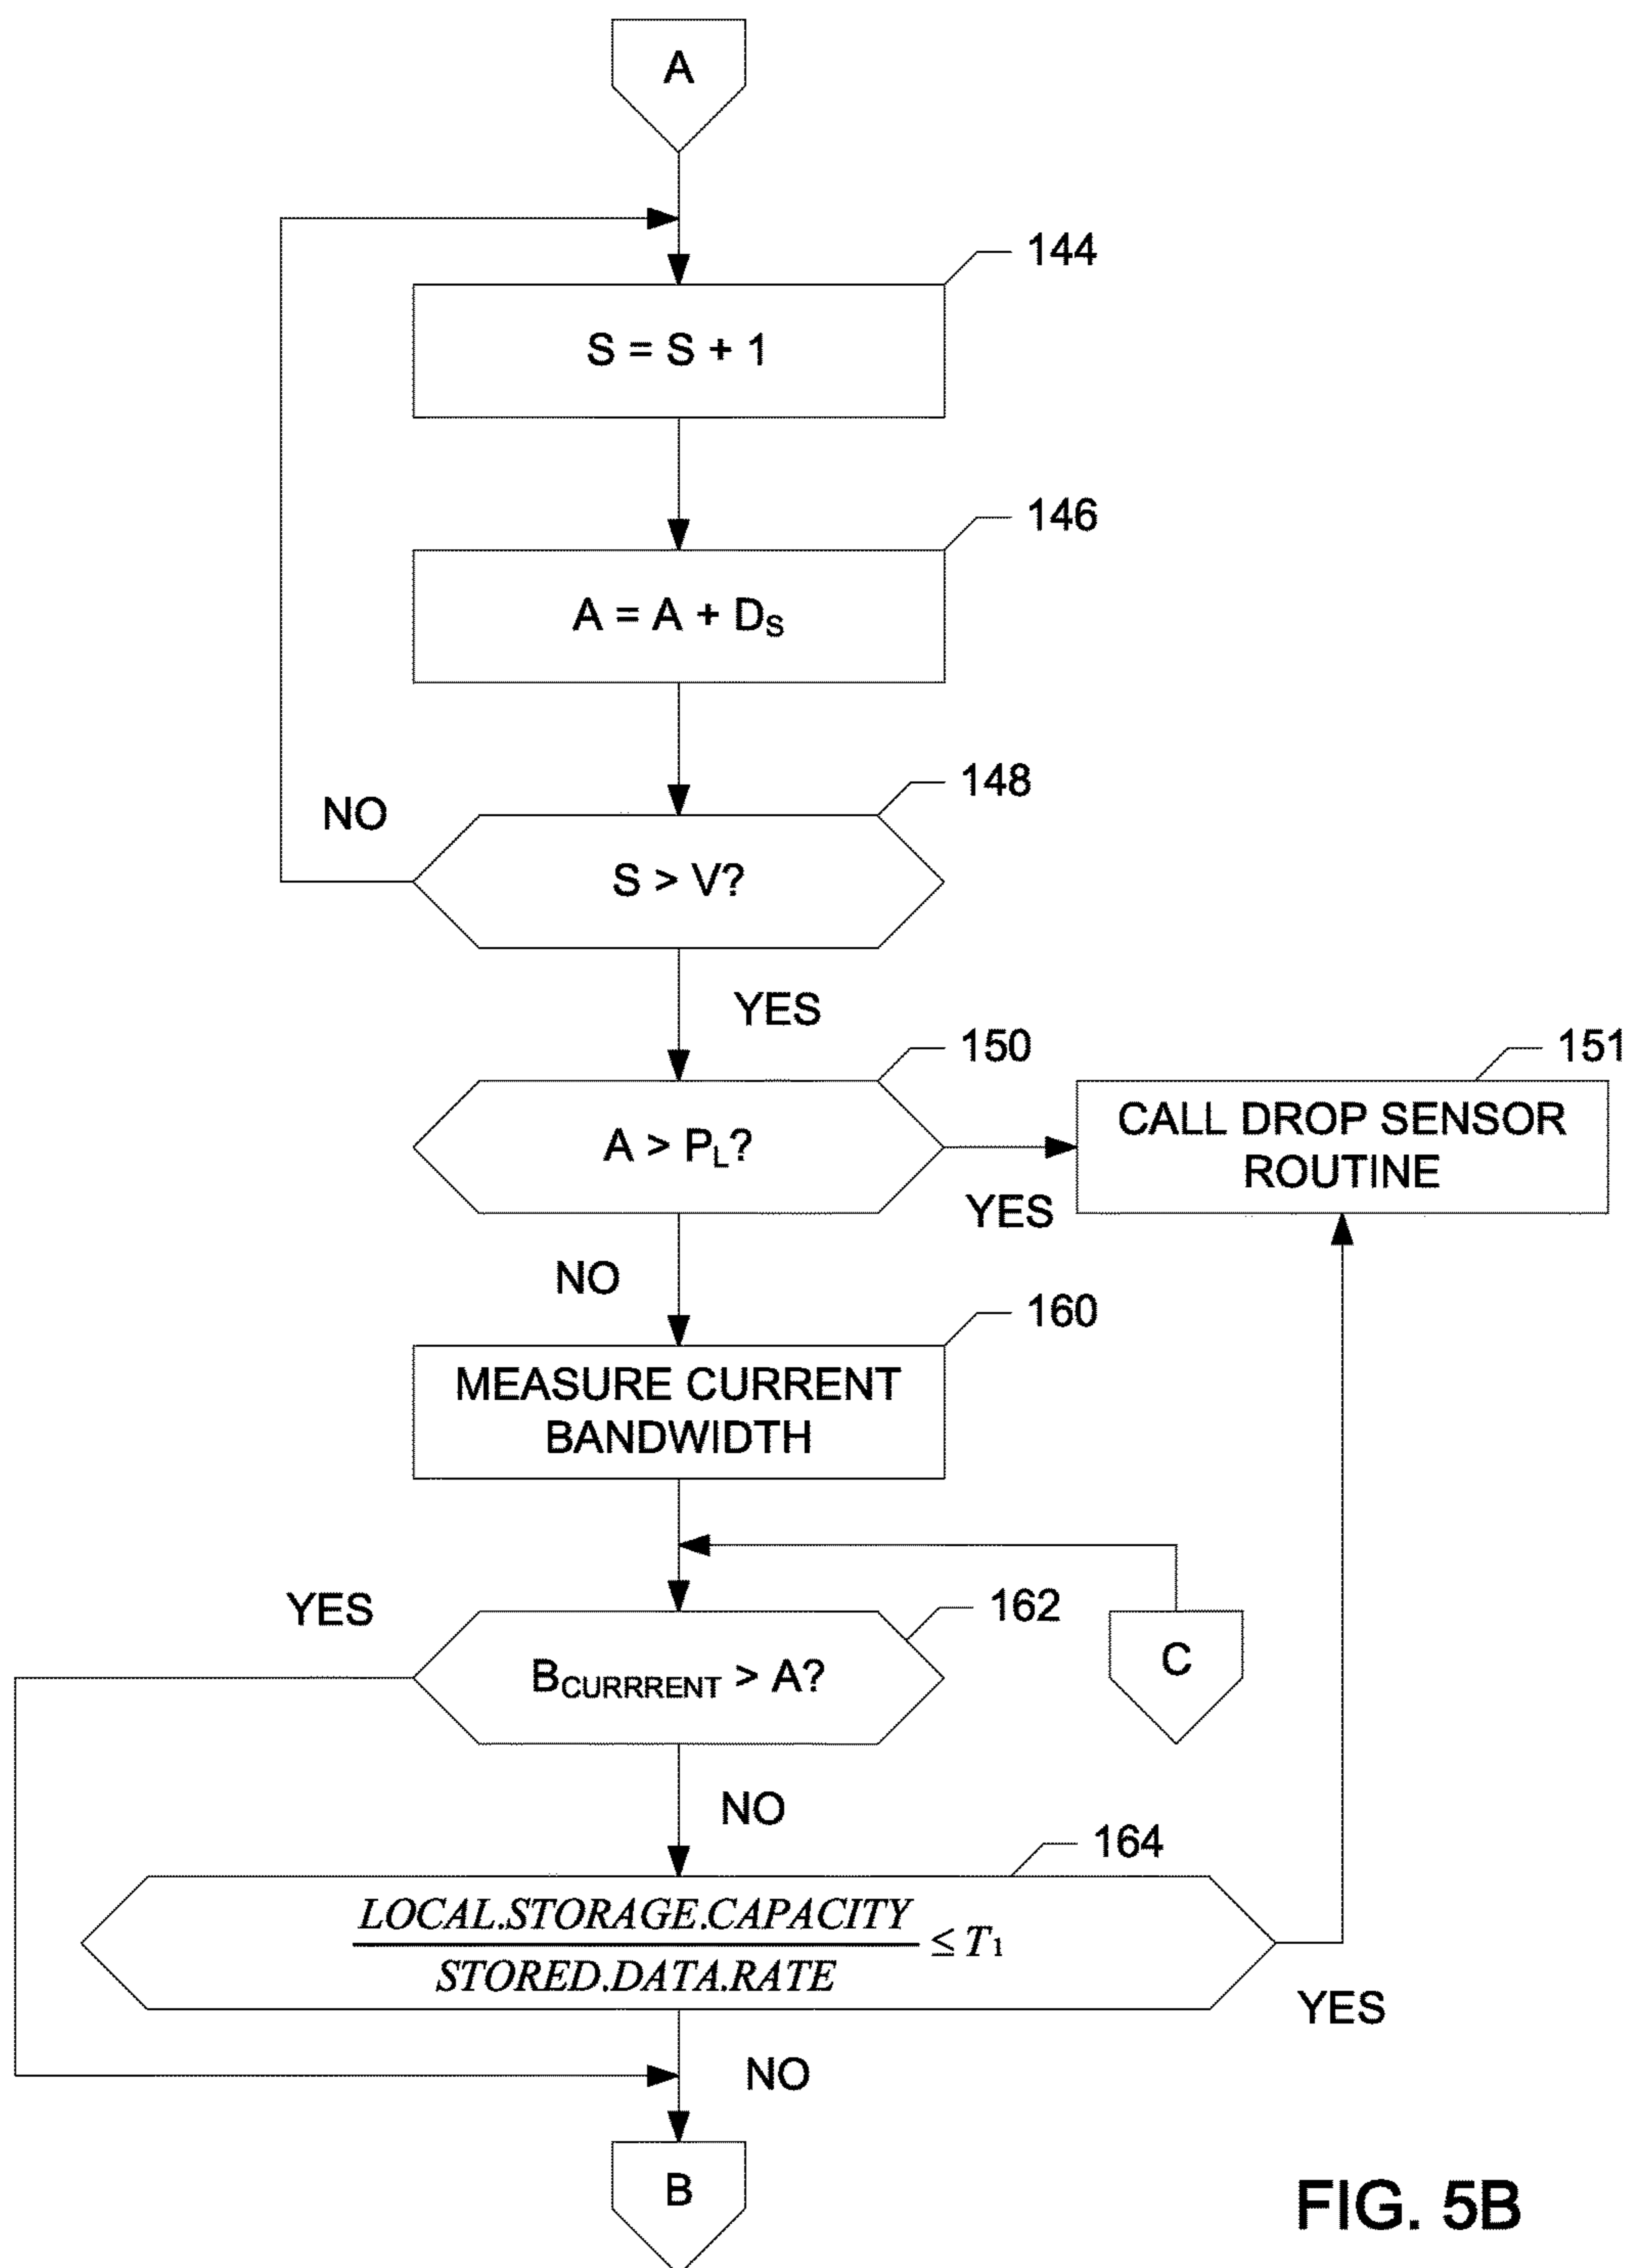 A
144
S = S + 1
146
A = A + DS
148
NO
S > V?
YES
150
151
A > PL?
CALL DROP SENSOR
ROUTINE
YES
NO
160
MEASURE CURRENT
BANDWIDTH
YES
162
BCURRRENT > A?
C
NO
164
LOCAL.STORAGE.CAPACITY
STORED.DATA.RATE
≤ T1
YES
NO
B
FIG. 5B